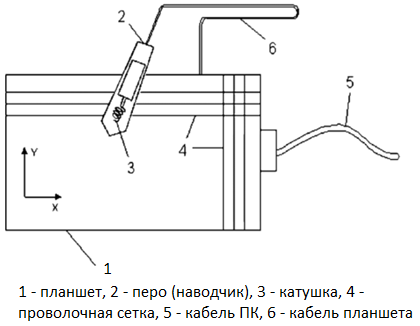 2
6
5
4
3
Y
X
1
1 - планшет, 2 - перо (наводчик), 3 - катушка, 4 -
проволочная сетка, 5 - кабель ПК, 6 - кабель планшета